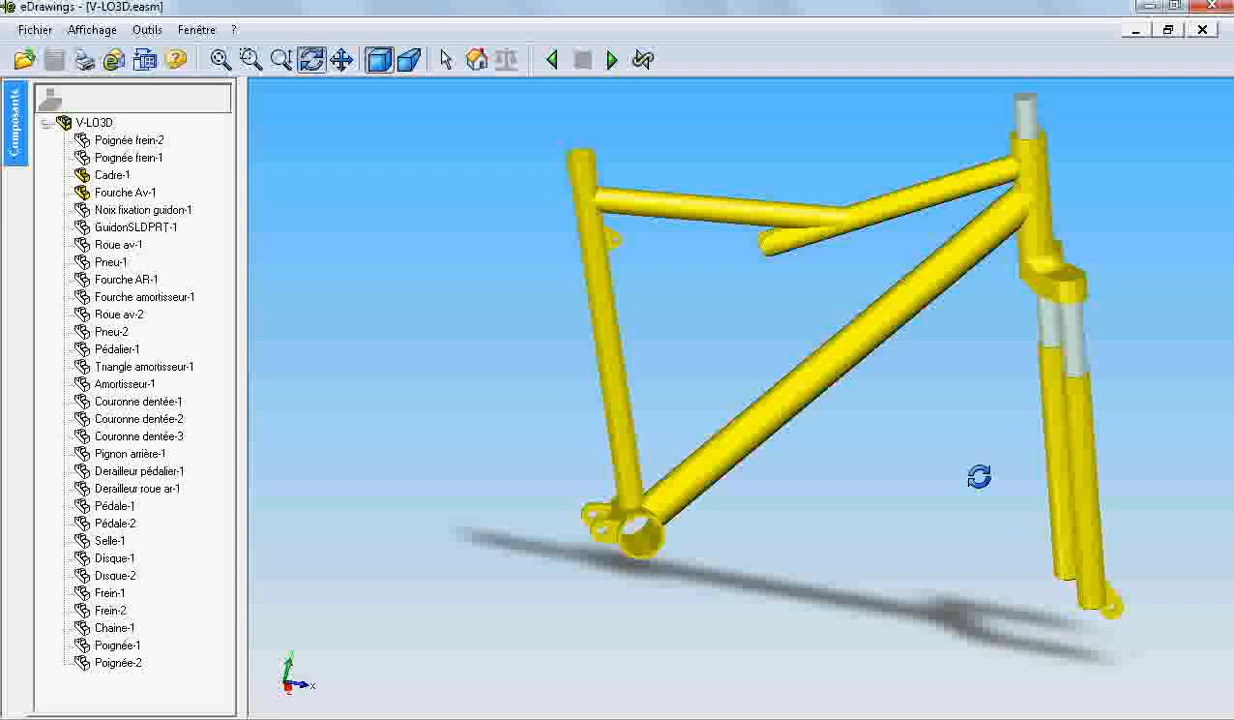 eDrawings - [V-LO3D.easm]
Fichier Affichage Outils Fenêtre ?
Composants
V-LO3D
Poignée frein-2
Poignée frein-1
Cadre-1
Fourche Av-1
Noix fixation guidon-1
GuidonSLDPRT-1
Roue av-1
Pneu-1
Fourche AR-1
Fourche amortisseur-1
Roue av-2
Pneu-2
Pédalier-1
Triangle amortisseur-1
Amortisseur-1
Couronne dentée-1
Couronne dentée-2
Couronne dentée-3
Pignon arrière-1
Derailleur pédalier-1
Derailleur roue ar-1
Pédale-1
Pédale-2
Selle-1
Disque-1
Disque-2
Frein-1
Frein-2
Chaine-1
Poignée-1
Poignée-2
Y
Z
X